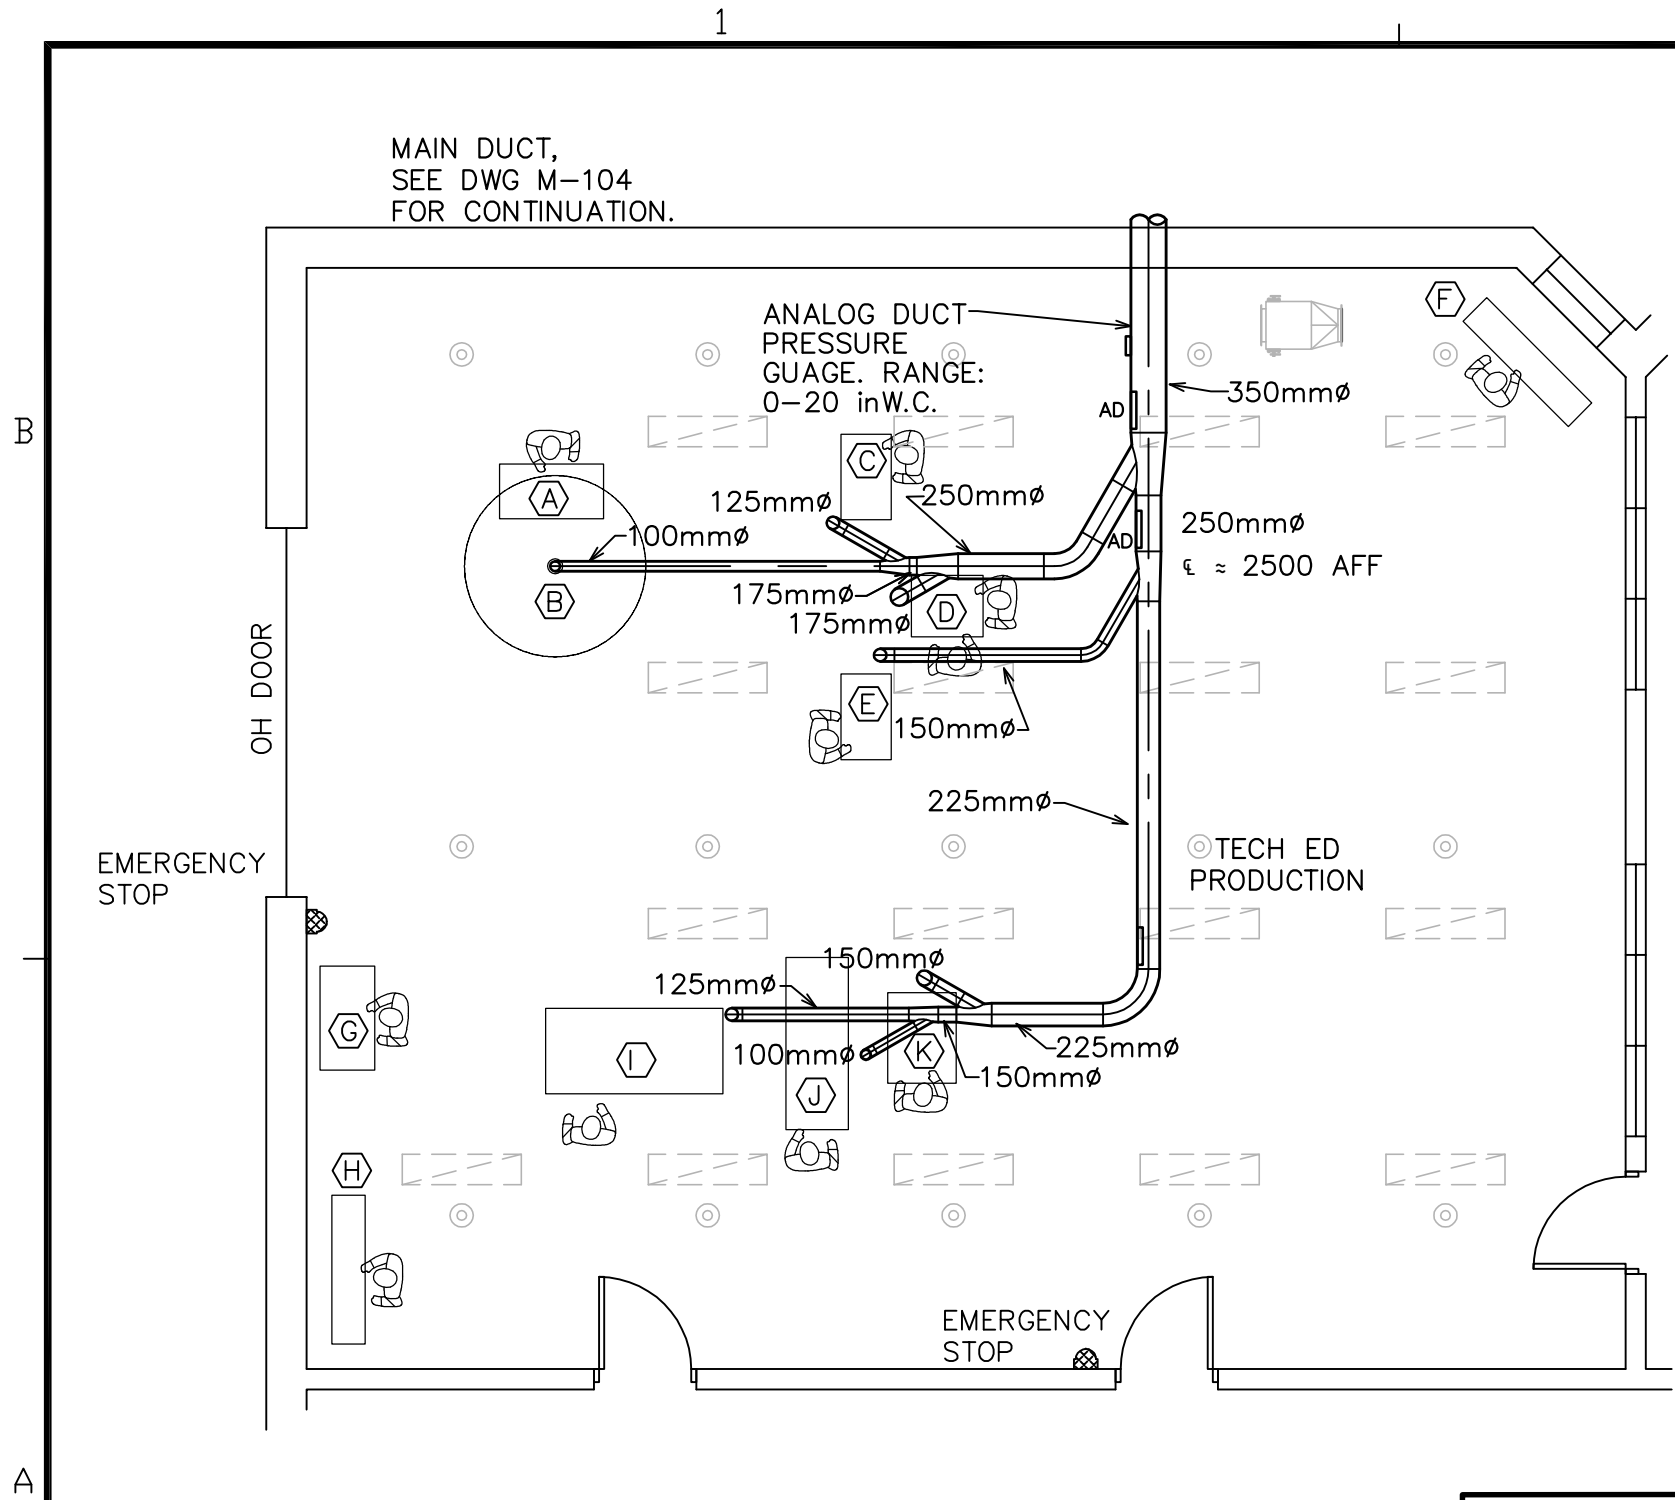 1
MAIN DUCT,
SEE DWG M-104
FOR CONTINUATION.
ANALOG DUCT
PRESSURE
GUAGE. RANGE:
0-20 inW.C.
F
350mmø
AD
B
C
A
125mmø
250mmø
250mmø
100mmø
AD
℄ ≈ 2500 AFF
175mmø
B
D
175mmø
OH DOOR
E
150mmø
225mmø
TECH ED
PRODUCTION
EMERGENCY
STOP
150mmø
125mmø
G
I
100mmø
K
225mmø
150mmø
J
H
EMERGENCY
STOP
A